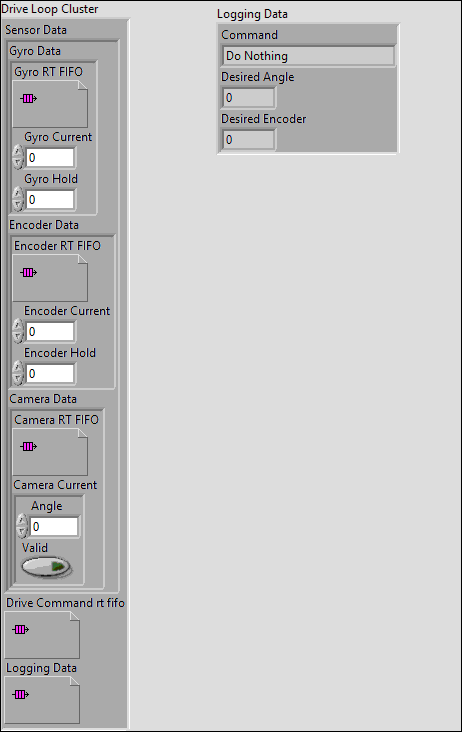 Drive Loop Cluster
Sensor Data
Gyro Data
Gyro RT FIFO
Gyro Current
0
Gyro Hold
0
Encoder Data
Encoder RT FIFO
Encoder Current
0
Encoder Hold
0
Camera Data
Camera RT FIFO
Camera Current
Angle
0
Valid
Drive Command rt fifo
Logging Data
Logging Data
Command
Do Nothing
Desired Angle
0
Desired Encoder
0